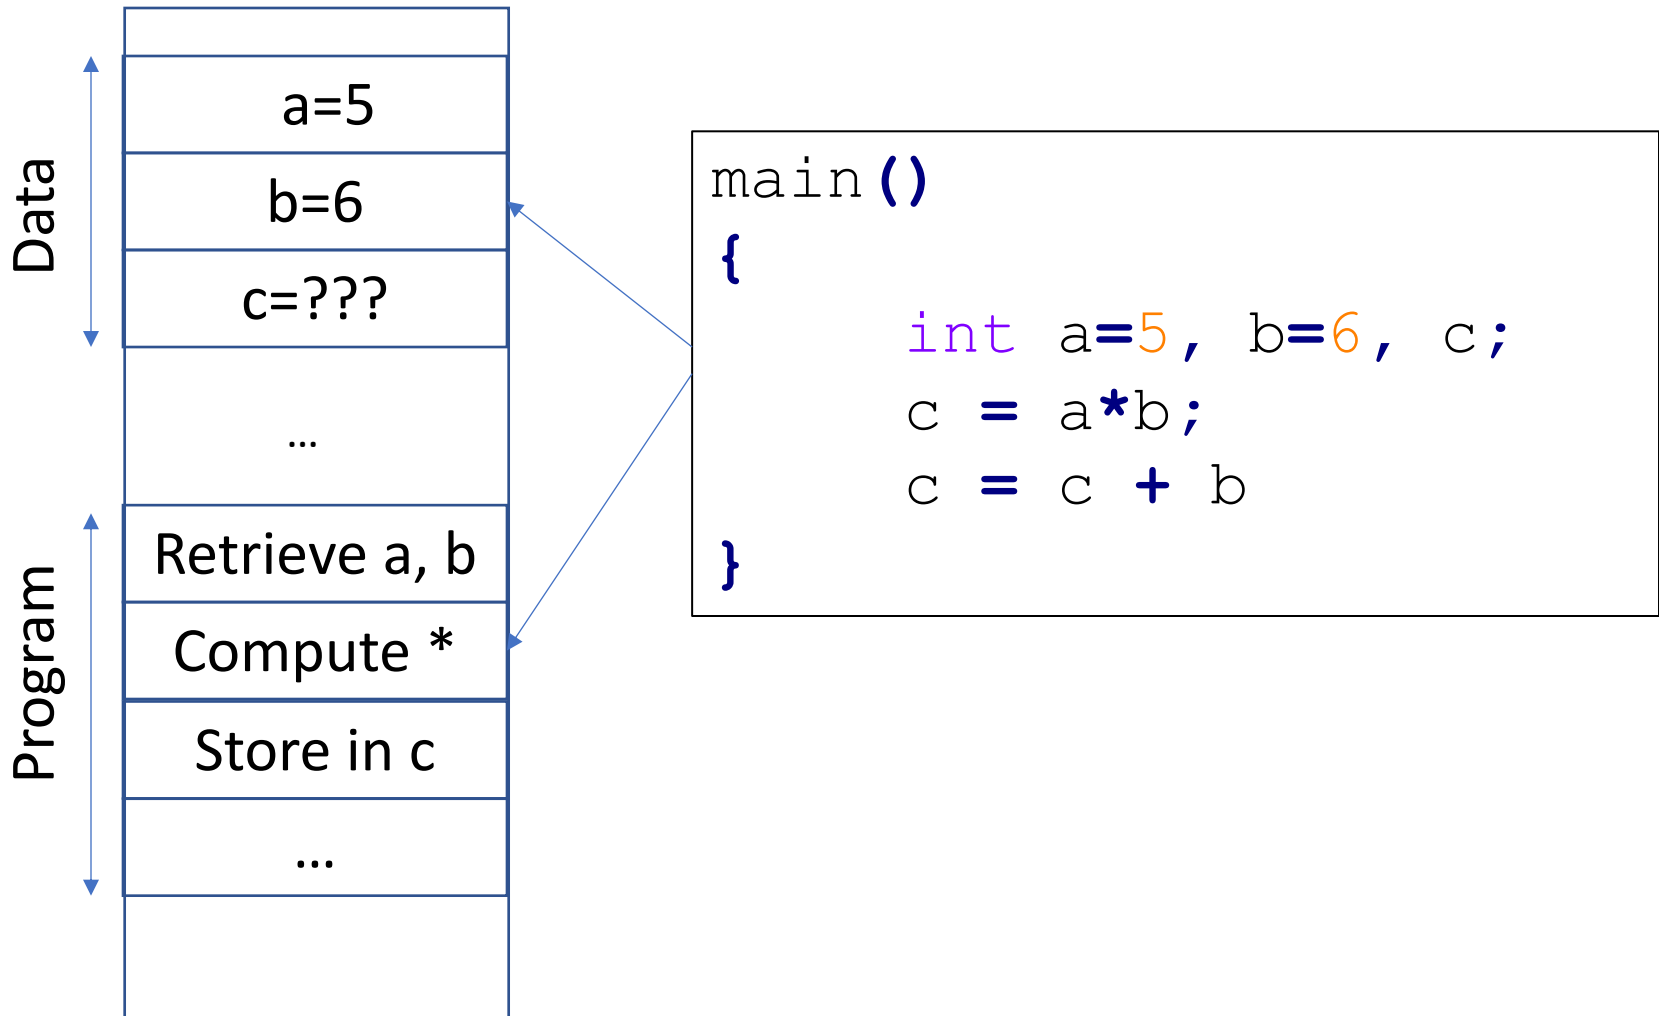 Data
a=5
b=6
c=???
...
Program
Retrieve a, b
Compute *
Store in c
...
main()
{
int a=5, b=6, c;
c = a*b;
c = c + b
}